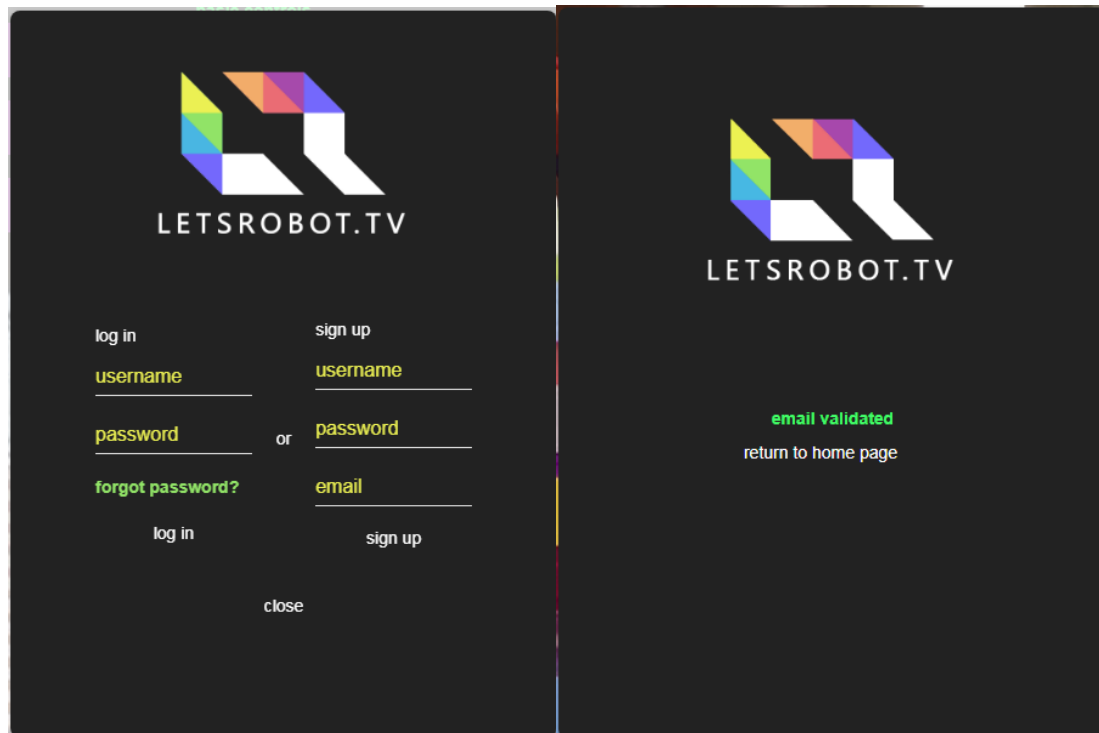 LETSROBOT.TV
log in
username
password
forgot password?
log in
or
sign up
username
password
email
sign up
close
LETSROBOT.TV
email validated
return to home page